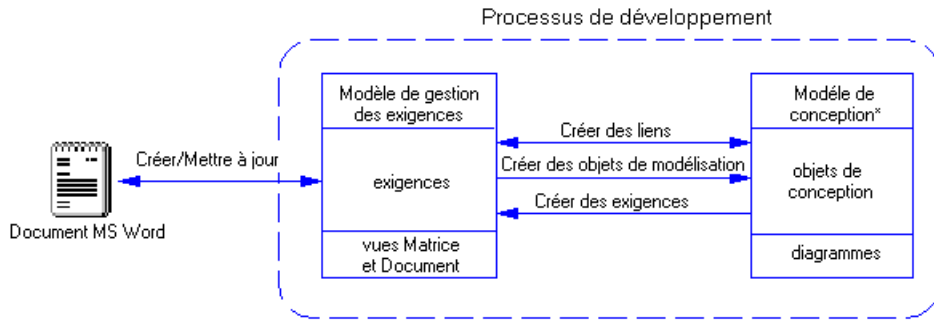 Processus de développement
Modèle de gestion
des exigences
Modéle de
conception*
Créer des liens
Créer/Mettre à jour
Créer des objets de modélisation
exigences
objets de
conception
Créer des exigences
Document MS Word
vues Matrice
et Document
diagrammes